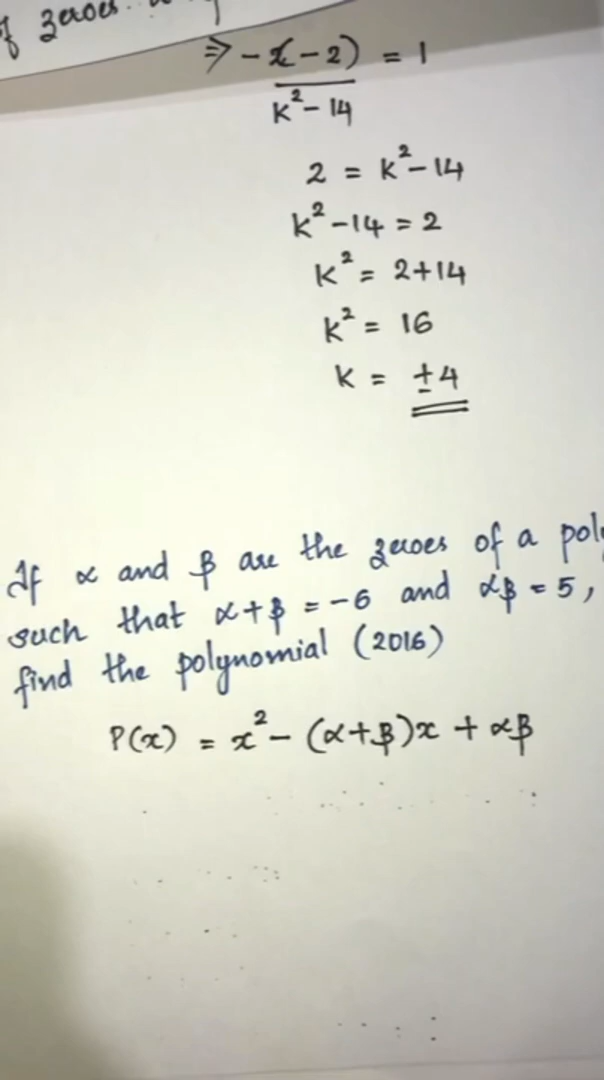 of zeroes.
⇒ -(-2) = 1
k²-14
2 = k²-14
k²-14 = 2
k² = 2+14
k² = 16
k = ±4
If α and β are the zeroes of a pol
such that α+β = -6 and αβ = 5,
find the polynomial (2016)
P(x) = x² - (α+β)x + αβ